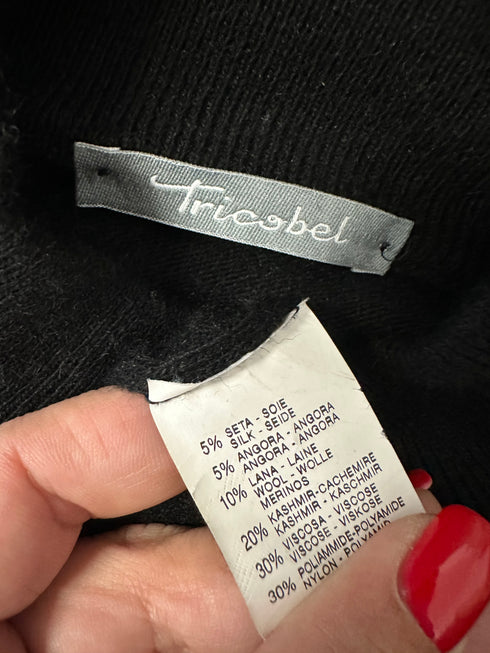 Tricobel
5% SETA - SOIE
SILK - SEIDE
5% ANGORA - ANGORA
ANGORA - ANGORA
10% LANA - LAINE
WOOL - WOLLE
MERINOS
20% KASHMIR-CACHEMIRE
KASHMIR - KASCHMIR
30% VISCOSA - VISCOSE
VISCOSE - VISKOSE
30% POLIAMMIDE-POLYAMIDE
NYLON - POLYAM